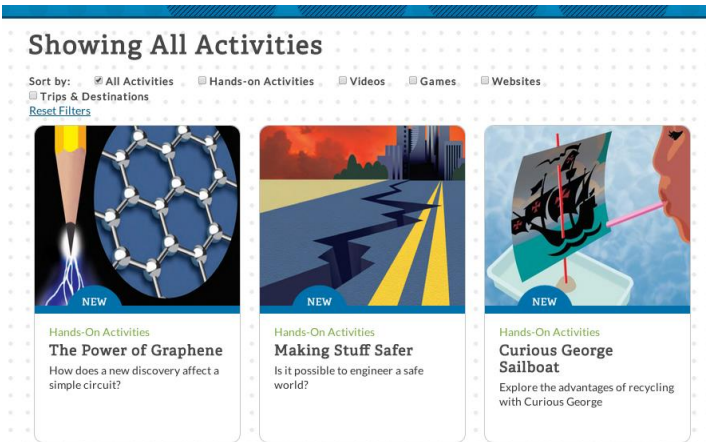 Showing All Activities
Sort by: All Activities Hands-on Activities Videos Games Websites
Trips & Destinations
Reset Filters
NEW
Hands-On Activities
The Power of Graphene
How does a new discovery affect a
simple circuit?
NEW
Hands-On Activities
Making Stuff Safer
Is it possible to engineer a safe
world?
NEW
Hands-On Activities
Curious George
Sailboat
Explore the advantages of recycling
with Curious George